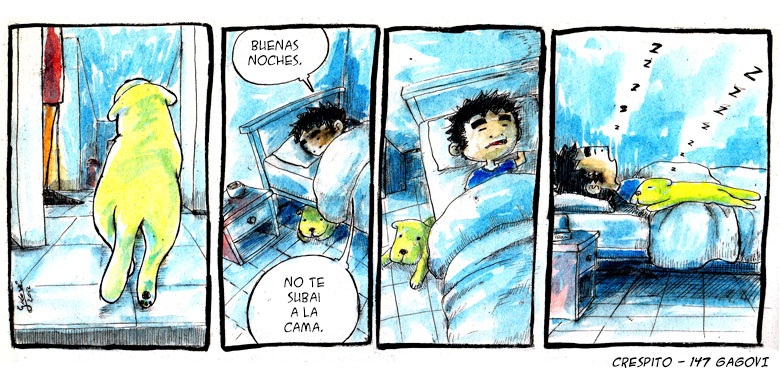 BUENAS
NOCHES.
NO TE
SUBAI
A LA
CAMA.
Z Z Z Z Z
Z Z Z Z Z Z Z
CRESPITO – 147 GAGOVI